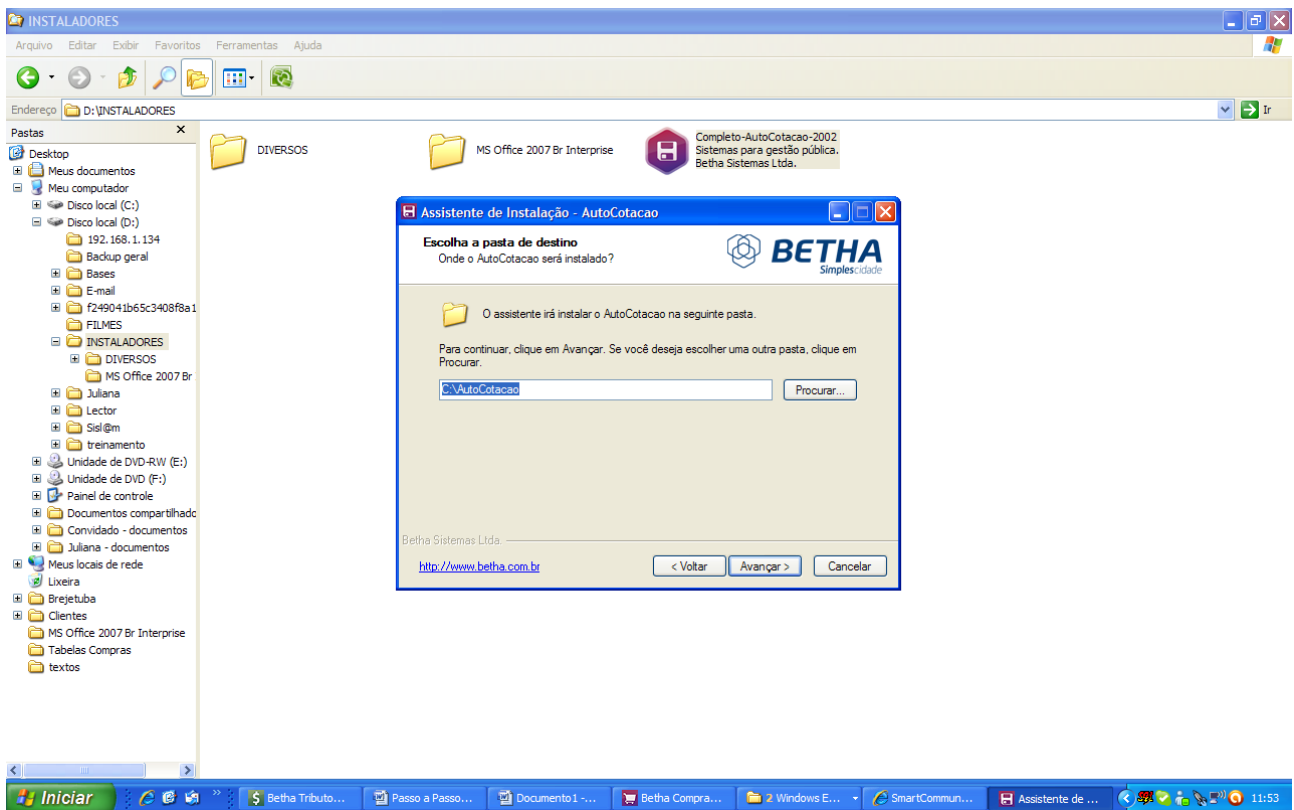 INSTALADORES
Arquivo Editar Exibir Favoritos Ferramentas Ajuda
Endereço D:\INSTALADORES Ir
Pastas x
Desktop
Meus documentos
Meu computador
Disco local (C:)
Disco local (D:)
192.168.1.134
Backup geral
Bases
E-mail
f249041b65c3408f8a1
FILMES
INSTALADORES
DIVERSOS
MS Office 2007 Br
Juliana
Lector
Sisl@m
treinamento
Unidade de DVD-RW (E:)
Unidade de DVD (F:)
Painel de controle
Documentos compartilhado
Convidado - documentos
Juliana - documentos
Meus locais de rede
Lixeira
Brejetuba
Clientes
MS Office 2007 Br Interprise
Tabelas Compras
textos
DIVERSOS
MS Office 2007 Br Interprise
Completo-AutoCotacao-2002
Sistemas para gestão pública.
Betha Sistemas Ltda.
Assistente de Instalação - AutoCotacao
Escolha a pasta de destino
Onde o AutoCotacao será instalado?
BETHA
Simplescidade
O assistente irá instalar o AutoCotacao na seguinte pasta.
Para continuar, clique em Avançar. Se você deseja escolher uma outra pasta, clique em
Procurar.
C:\AutoCotacao
Procurar...
Betha Sistemas Ltda.
http://www.betha.com.br
< Voltar Avançar > Cancelar
Iniciar » Betha Tributo... Passo a Passo... Documento1 -... Betha Compra... 2 Windows E... SmartCommun... Assistente de ... 11:53